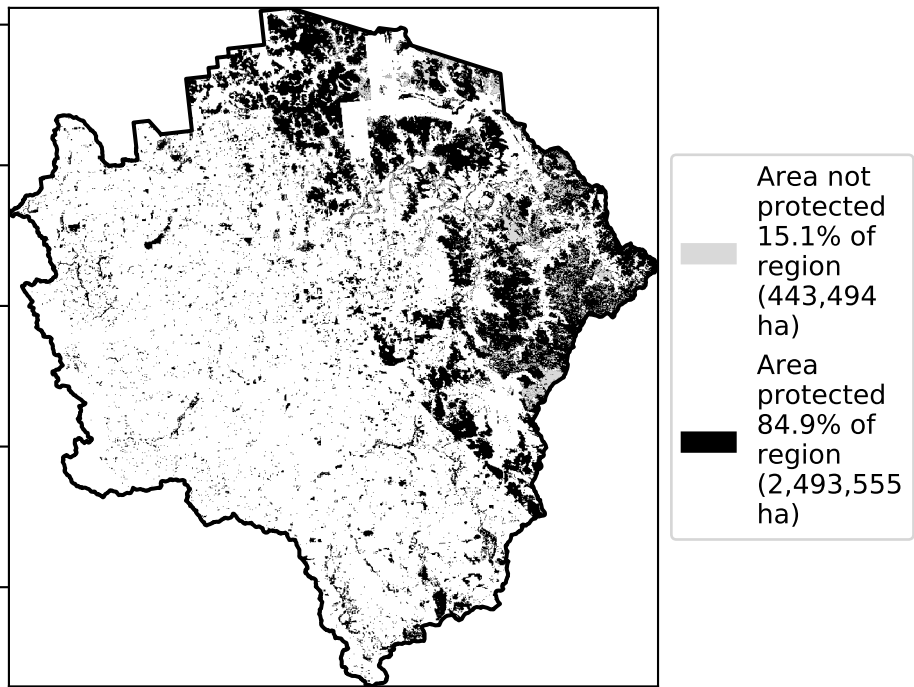 Area not
protected
15.1% of
region
(443,494
ha)
Area
protected
84.9% of
region
(2,493,555
ha)